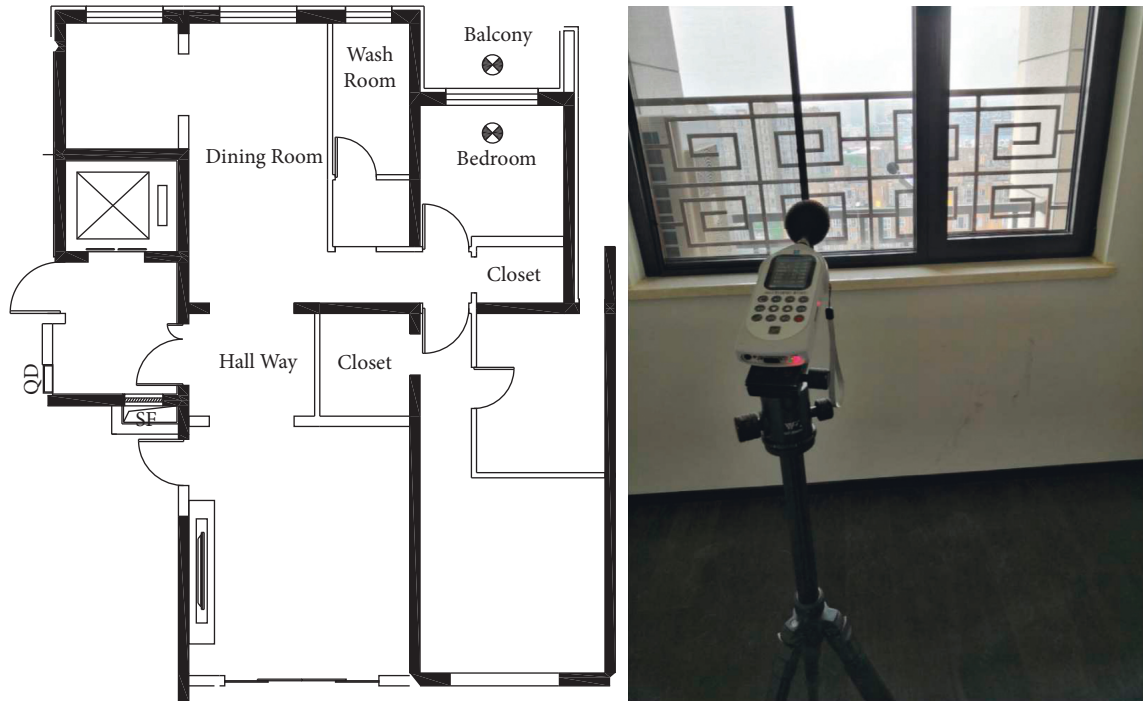 Wash
Room
Balcony
Dining Room
Bedroom
Closet
Hall Way
Closet
QD
SF